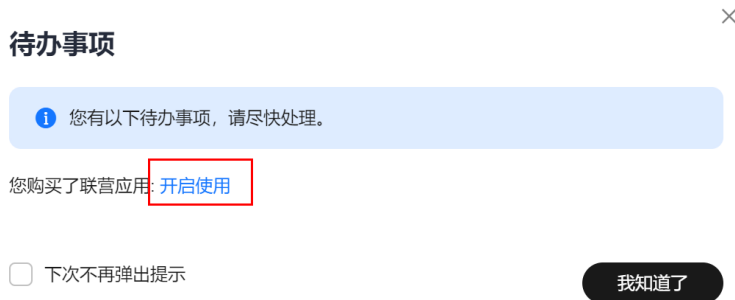 待办事项
您有以下待办事项，请尽快处理。
您购买了联营应用: 开启使用
下次不再弹出提示
我知道了